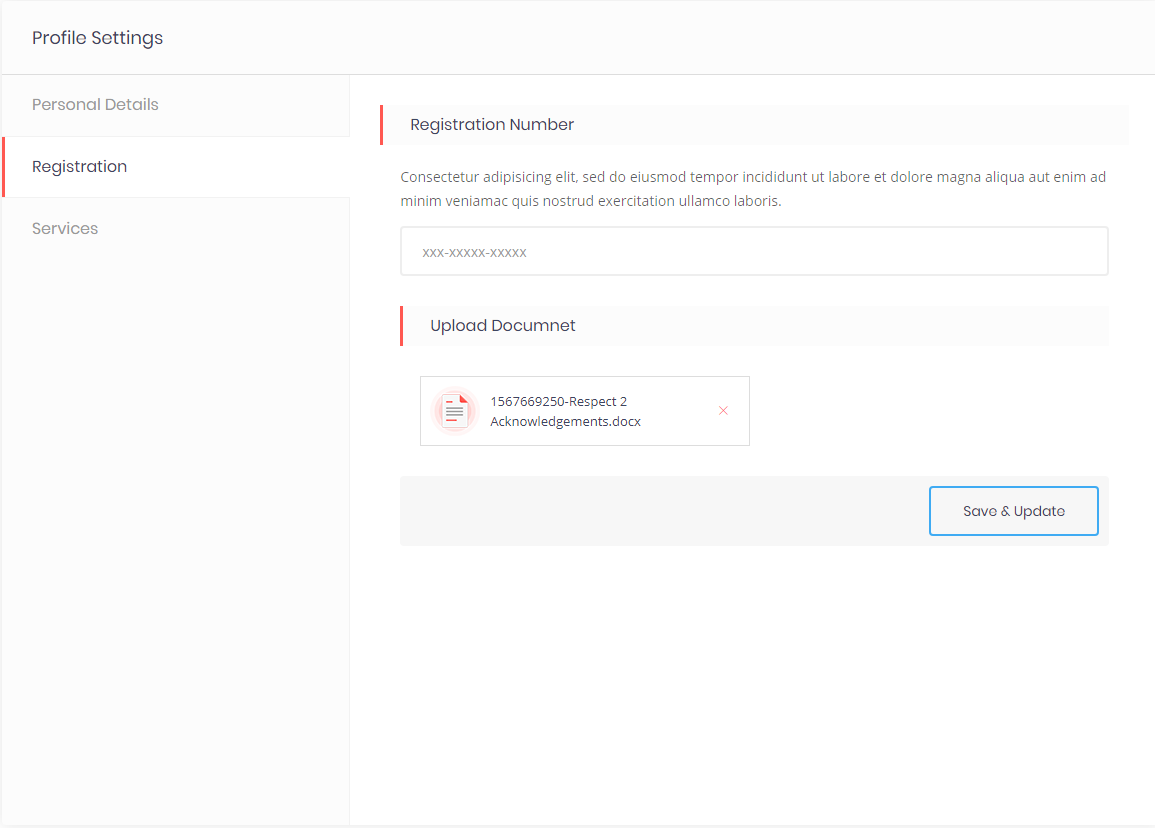 Profile Settings
Personal Details
Registration
Services
Registration Number
Consectetur adipisicing elit, sed do eiusmod tempor incididunt ut labore et dolore magna aliqua aut enim ad
minim veniamac quis nostrud exercitation ullamco laboris.
xxx-xxxxx-xxxxx
Upload Documnet
1567669250-Respect 2
Acknowledgements.docx
Save & Update